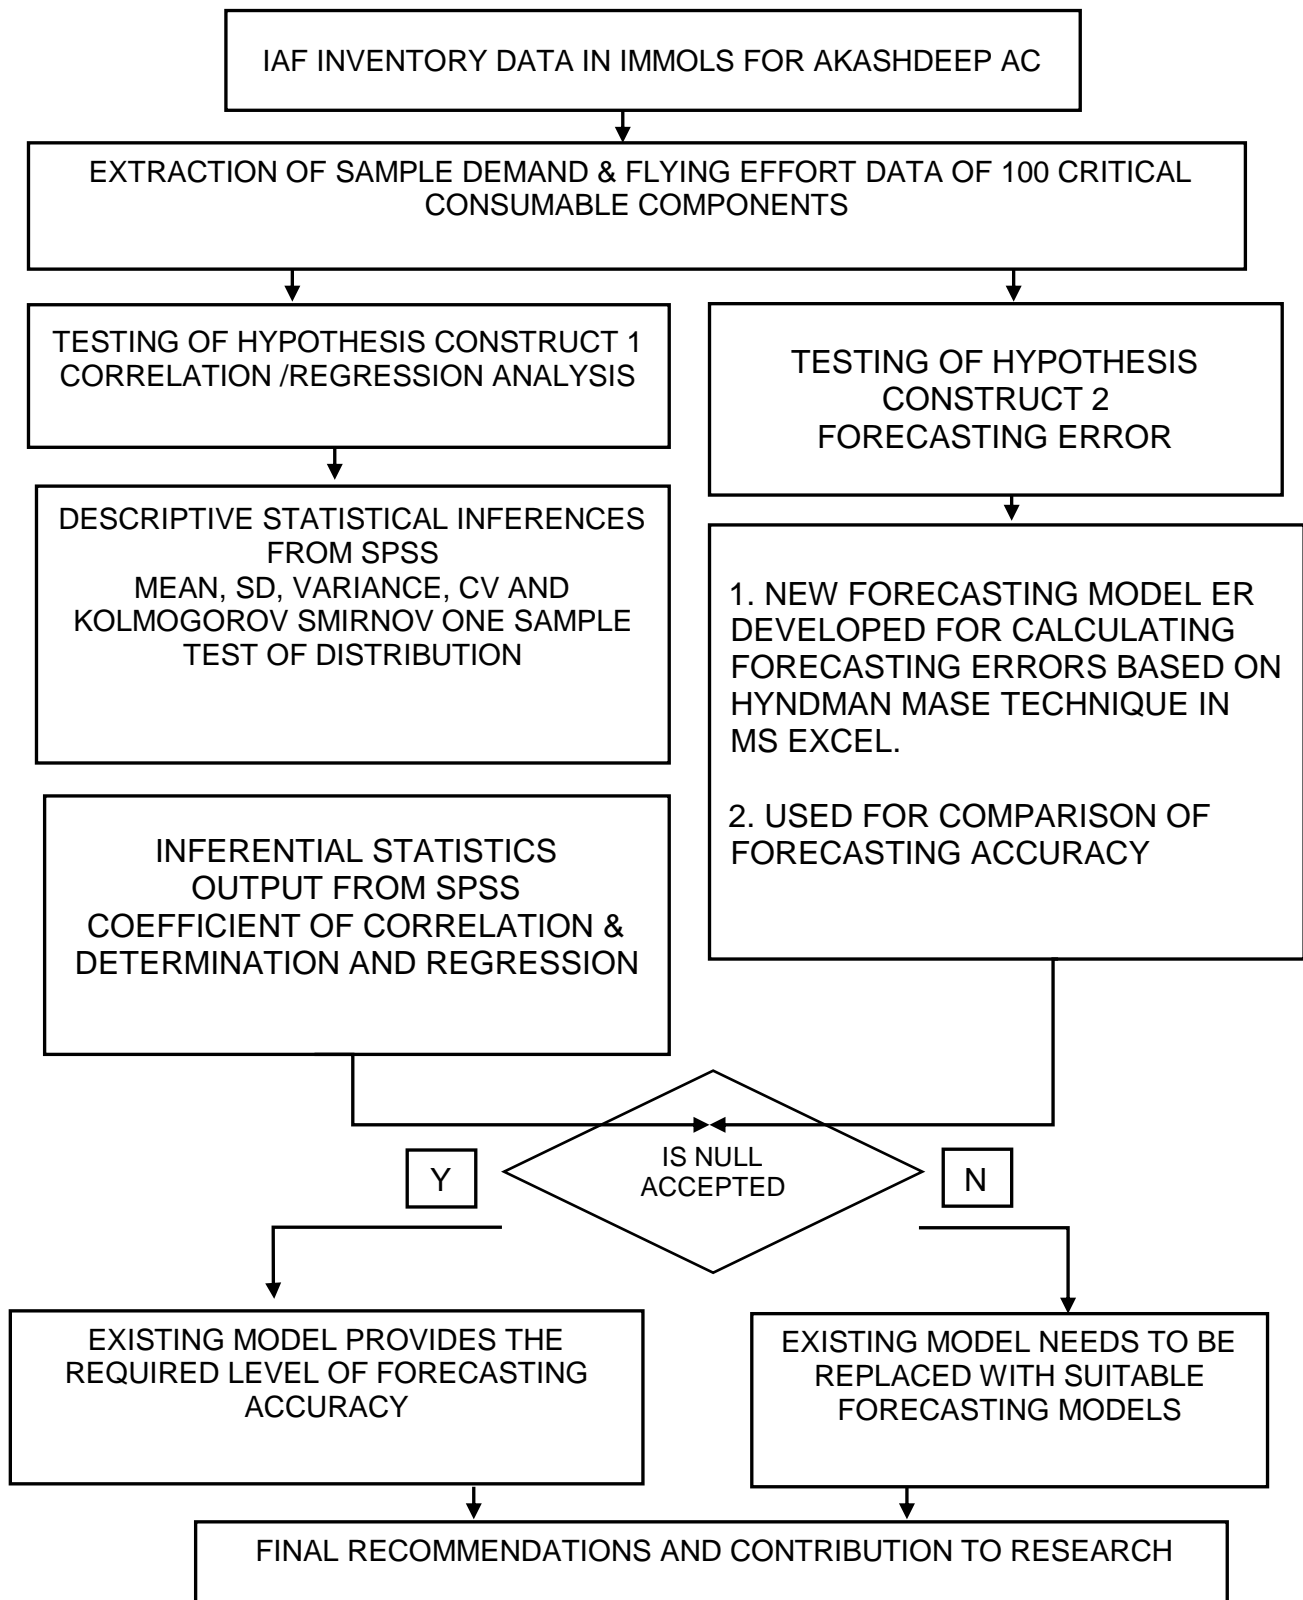 IAF INVENTORY DATA IN IMMOLS FOR AKASHDEEP AC
EXTRACTION OF SAMPLE DEMAND & FLYING EFFORT DATA OF 100 CRITICAL
CONSUMABLE COMPONENTS
TESTING OF HYPOTHESIS CONSTRUCT 1
CORRELATION /REGRESSION ANALYSIS
TESTING OF HYPOTHESIS
CONSTRUCT 2
FORECASTING ERROR
DESCRIPTIVE STATISTICAL INFERENCES
FROM SPSS
MEAN, SD, VARIANCE, CV AND
KOLMOGOROV SMIRNOV ONE SAMPLE
TEST OF DISTRIBUTION
1. NEW FORECASTING MODEL ER
DEVELOPED FOR CALCULATING
FORECASTING ERRORS BASED ON
HYNDMAN MASE TECHNIQUE IN
MS EXCEL.
2. USED FOR COMPARISON OF
FORECASTING ACCURACY
INFERENTIAL STATISTICS
OUTPUT FROM SPSS
COEFFICIENT OF CORRELATION &
DETERMINATION AND REGRESSION
IS NULL
ACCEPTED
Y
N
EXISTING MODEL PROVIDES THE
REQUIRED LEVEL OF FORECASTING
ACCURACY
EXISTING MODEL NEEDS TO BE
REPLACED WITH SUITABLE
FORECASTING MODELS
FINAL RECOMMENDATIONS AND CONTRIBUTION TO RESEARCH